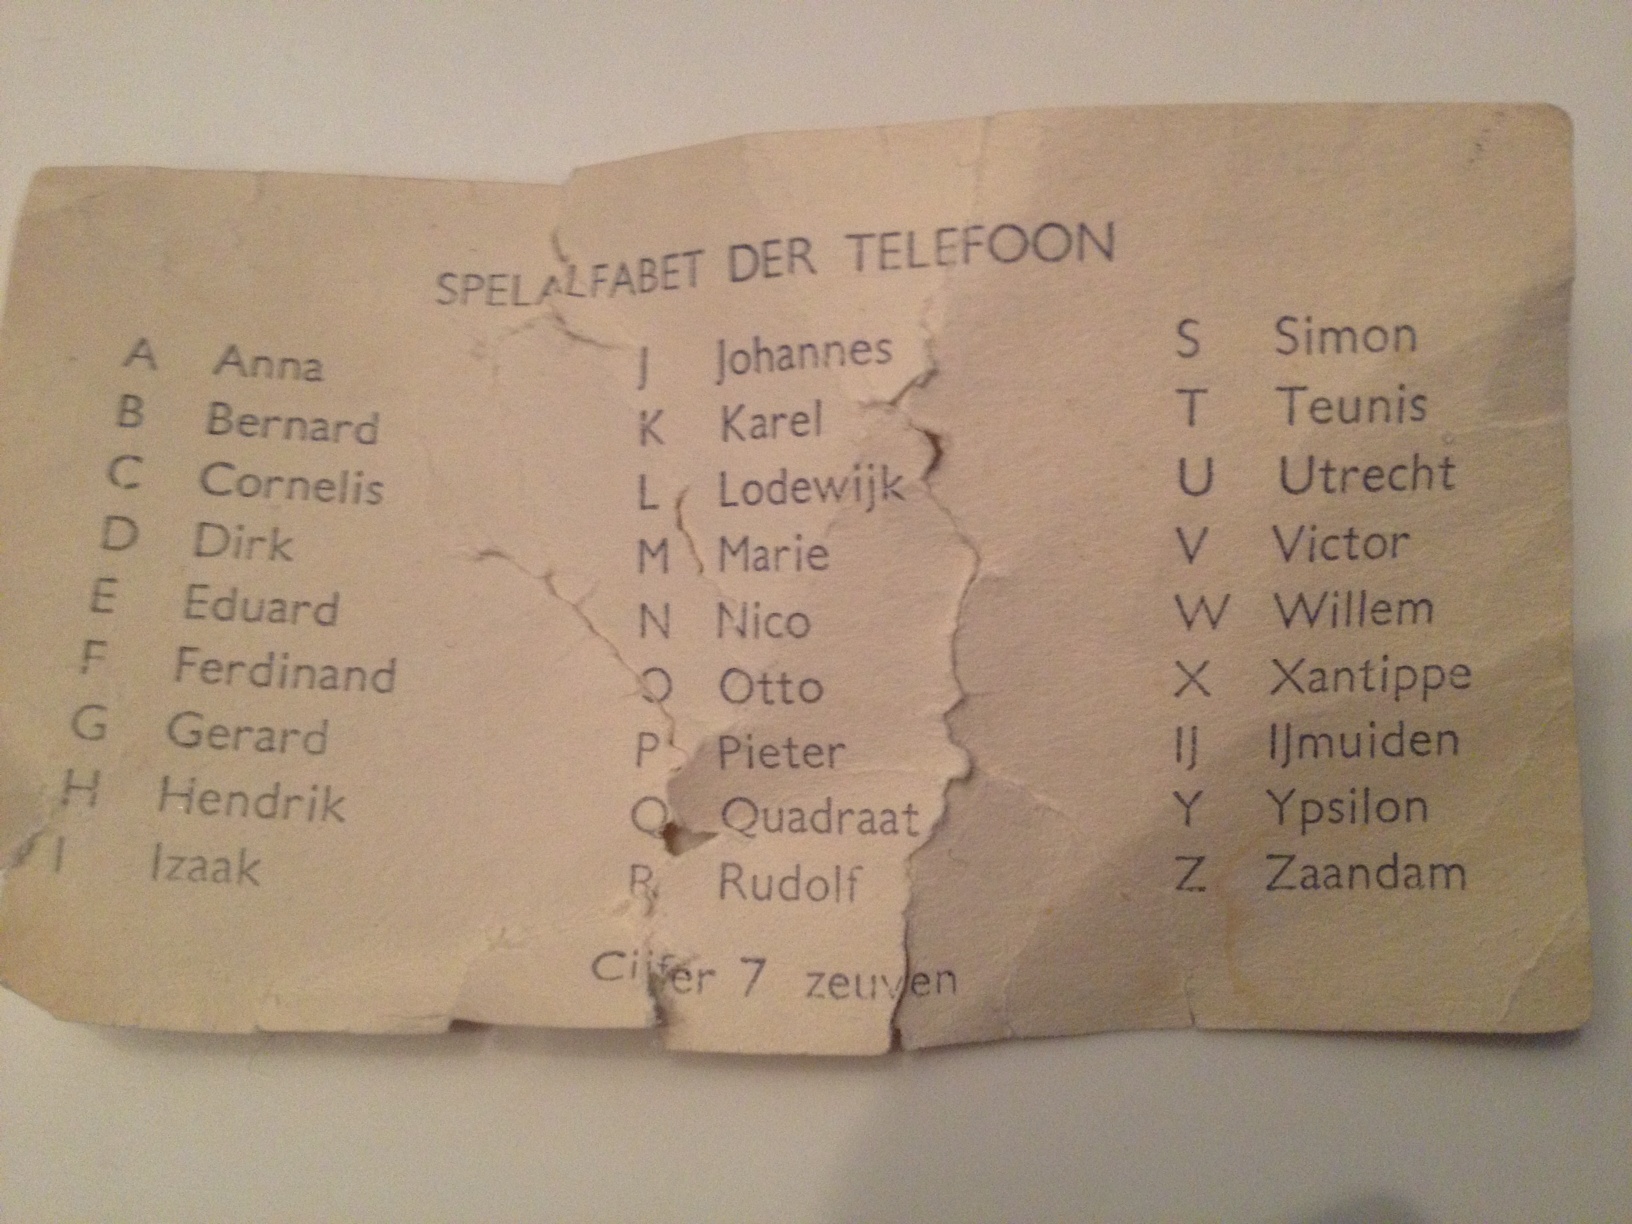 SPELALFABET DER TELEFOON
A Anna
B Bernard
C Cornelis
D Dirk
E Eduard
F Ferdinand
G Gerard
H Hendrik
I Izaak
J Johannes
K Karel
L Lodewijk
M Marie
N Nico
O Otto
P Pieter
Q Quadraat
R Rudolf
S Simon
T Teunis
U Utrecht
V Victor
W Willem
X Xantippe
IJ IJmuiden
Y Ypsilon
Z Zaandam
Cijfer 7 zeuven